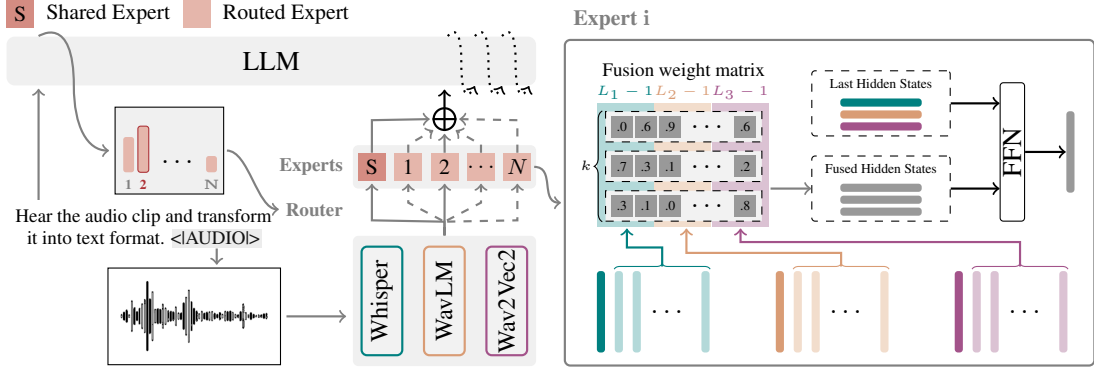 S Shared Expert Routed Expert
LLM
1 2 ... N
Experts S 1 2 ... N
Router
Hear the audio clip and transform
it into text format. <|AUDIO|>
Whisper
WavLM
Wav2Vec2
Expert i
Fusion weight matrix
L1 − 1 L2 − 1 L3 − 1
.0 .6 .9 ... .6
k .7 .3 .1 ... .2
.3 .1 .0 ... .8
Last Hidden States
Fused Hidden States
FFN
...
...
...